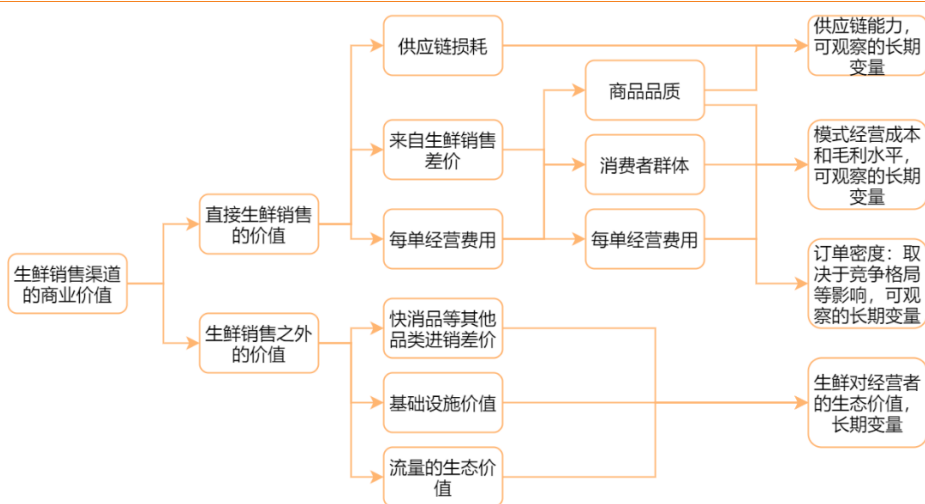 生鲜销售渠道
的商业价值
直接生鲜销售
的价值
生鲜销售之外
的价值
供应链损耗
来自生鲜销售
差价
每单经营费用
快消品等其他
品类进销差价
基础设施价值
流量的生态价
值
商品品质
消费者群体
每单经营费用
供应链能力，
可观察的长期
变量
模式经营成本
和毛利水平，
可观察的长期
变量
订单密度：取
决于竞争格局
等影响，可观
察的长期变量
生鲜对经营者
的生态价值，
长期变量